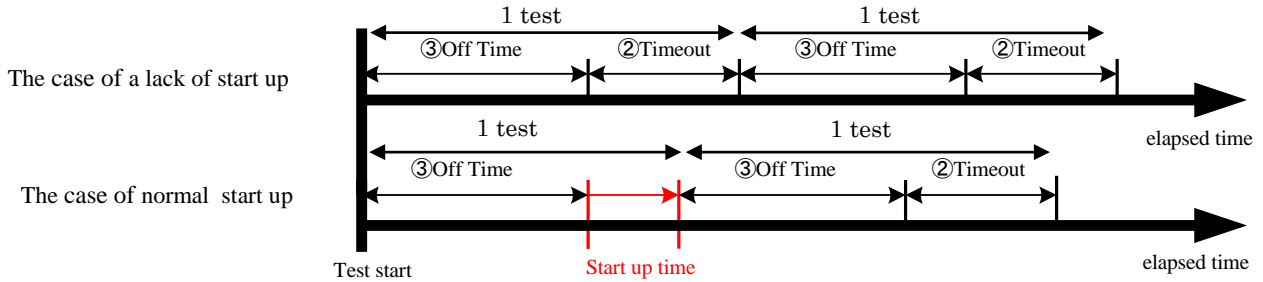 1 test 1 test
③Off Time ②Timeout ③Off Time ②Timeout
The case of a lack of start up
elapsed time
1 test 1 test
③Off Time ③Off Time ②Timeout
The case of normal start up
Test start Start up time elapsed time